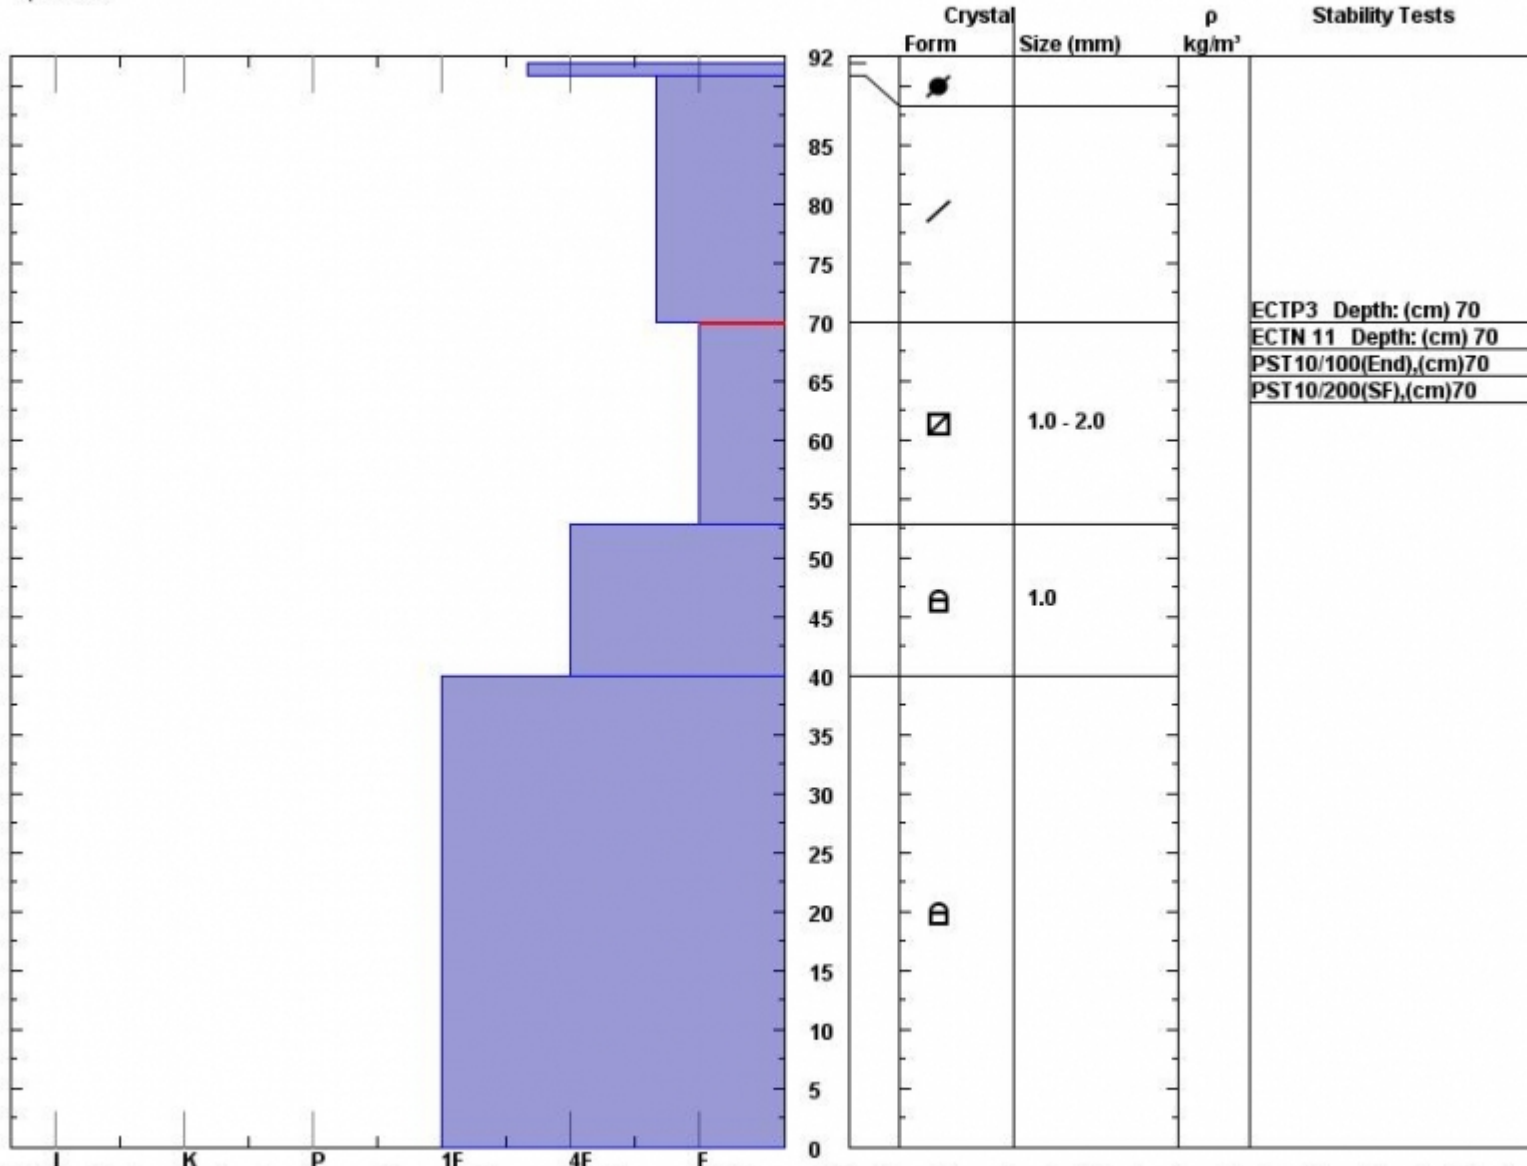 Crystal ρ Stability Tests
Form Size (mm) kg/m³
92
85
80
75
ECTP3 Depth: (cm) 70
70
ECTN 11 Depth: (cm) 70
PST10/100(End),(cm)70
65
PST10/200(SF),(cm)70
1.0 - 2.0
60
55
50
1.0
45
40
35
30
25
20
15
10
5
0
I K P 1F 4F F